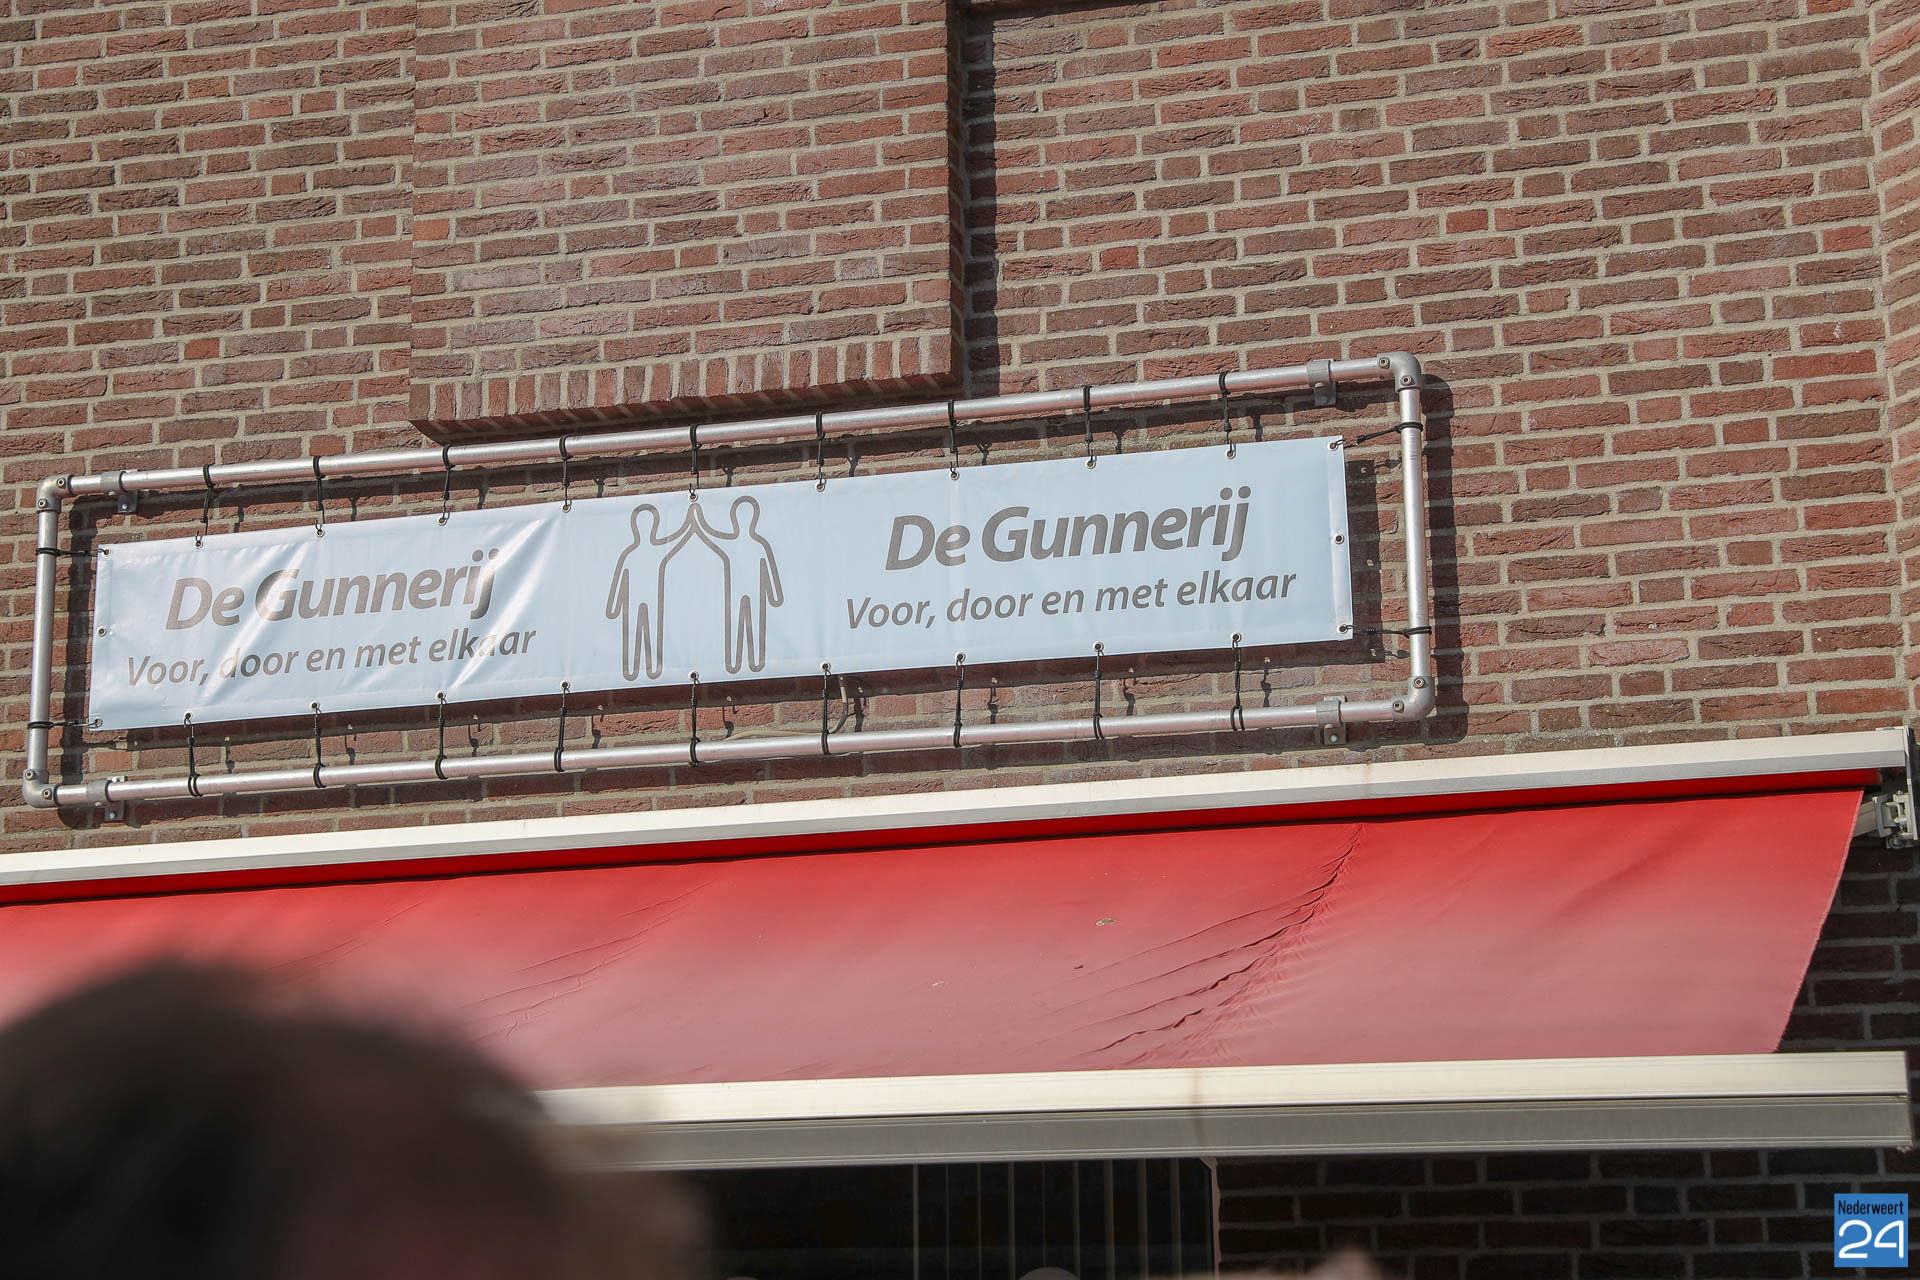 De Gunnerij
Voor, door en met elkaar
De Gunnerij
Voor, door en met elkaar
Nederweert
24